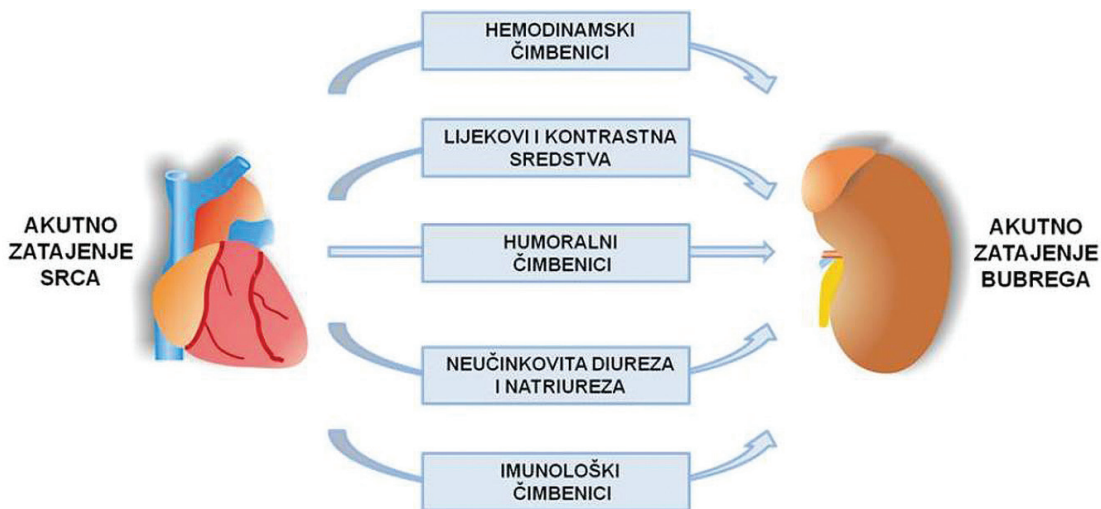 HEMODINAMSKI
ČIMBENICI
LIJEKOVI I KONTRASTNA
SREDSTVA
AKUTNO
ZATAJENJE
SRCA
HUMORALNI
ČIMBENICI
AKUTNO
ZATAJENJE
BUBREGA
NEUČINKOVITA DIUREZA
I NATRIUREZA
IMUNOLOŠKI
ČIMBENICI